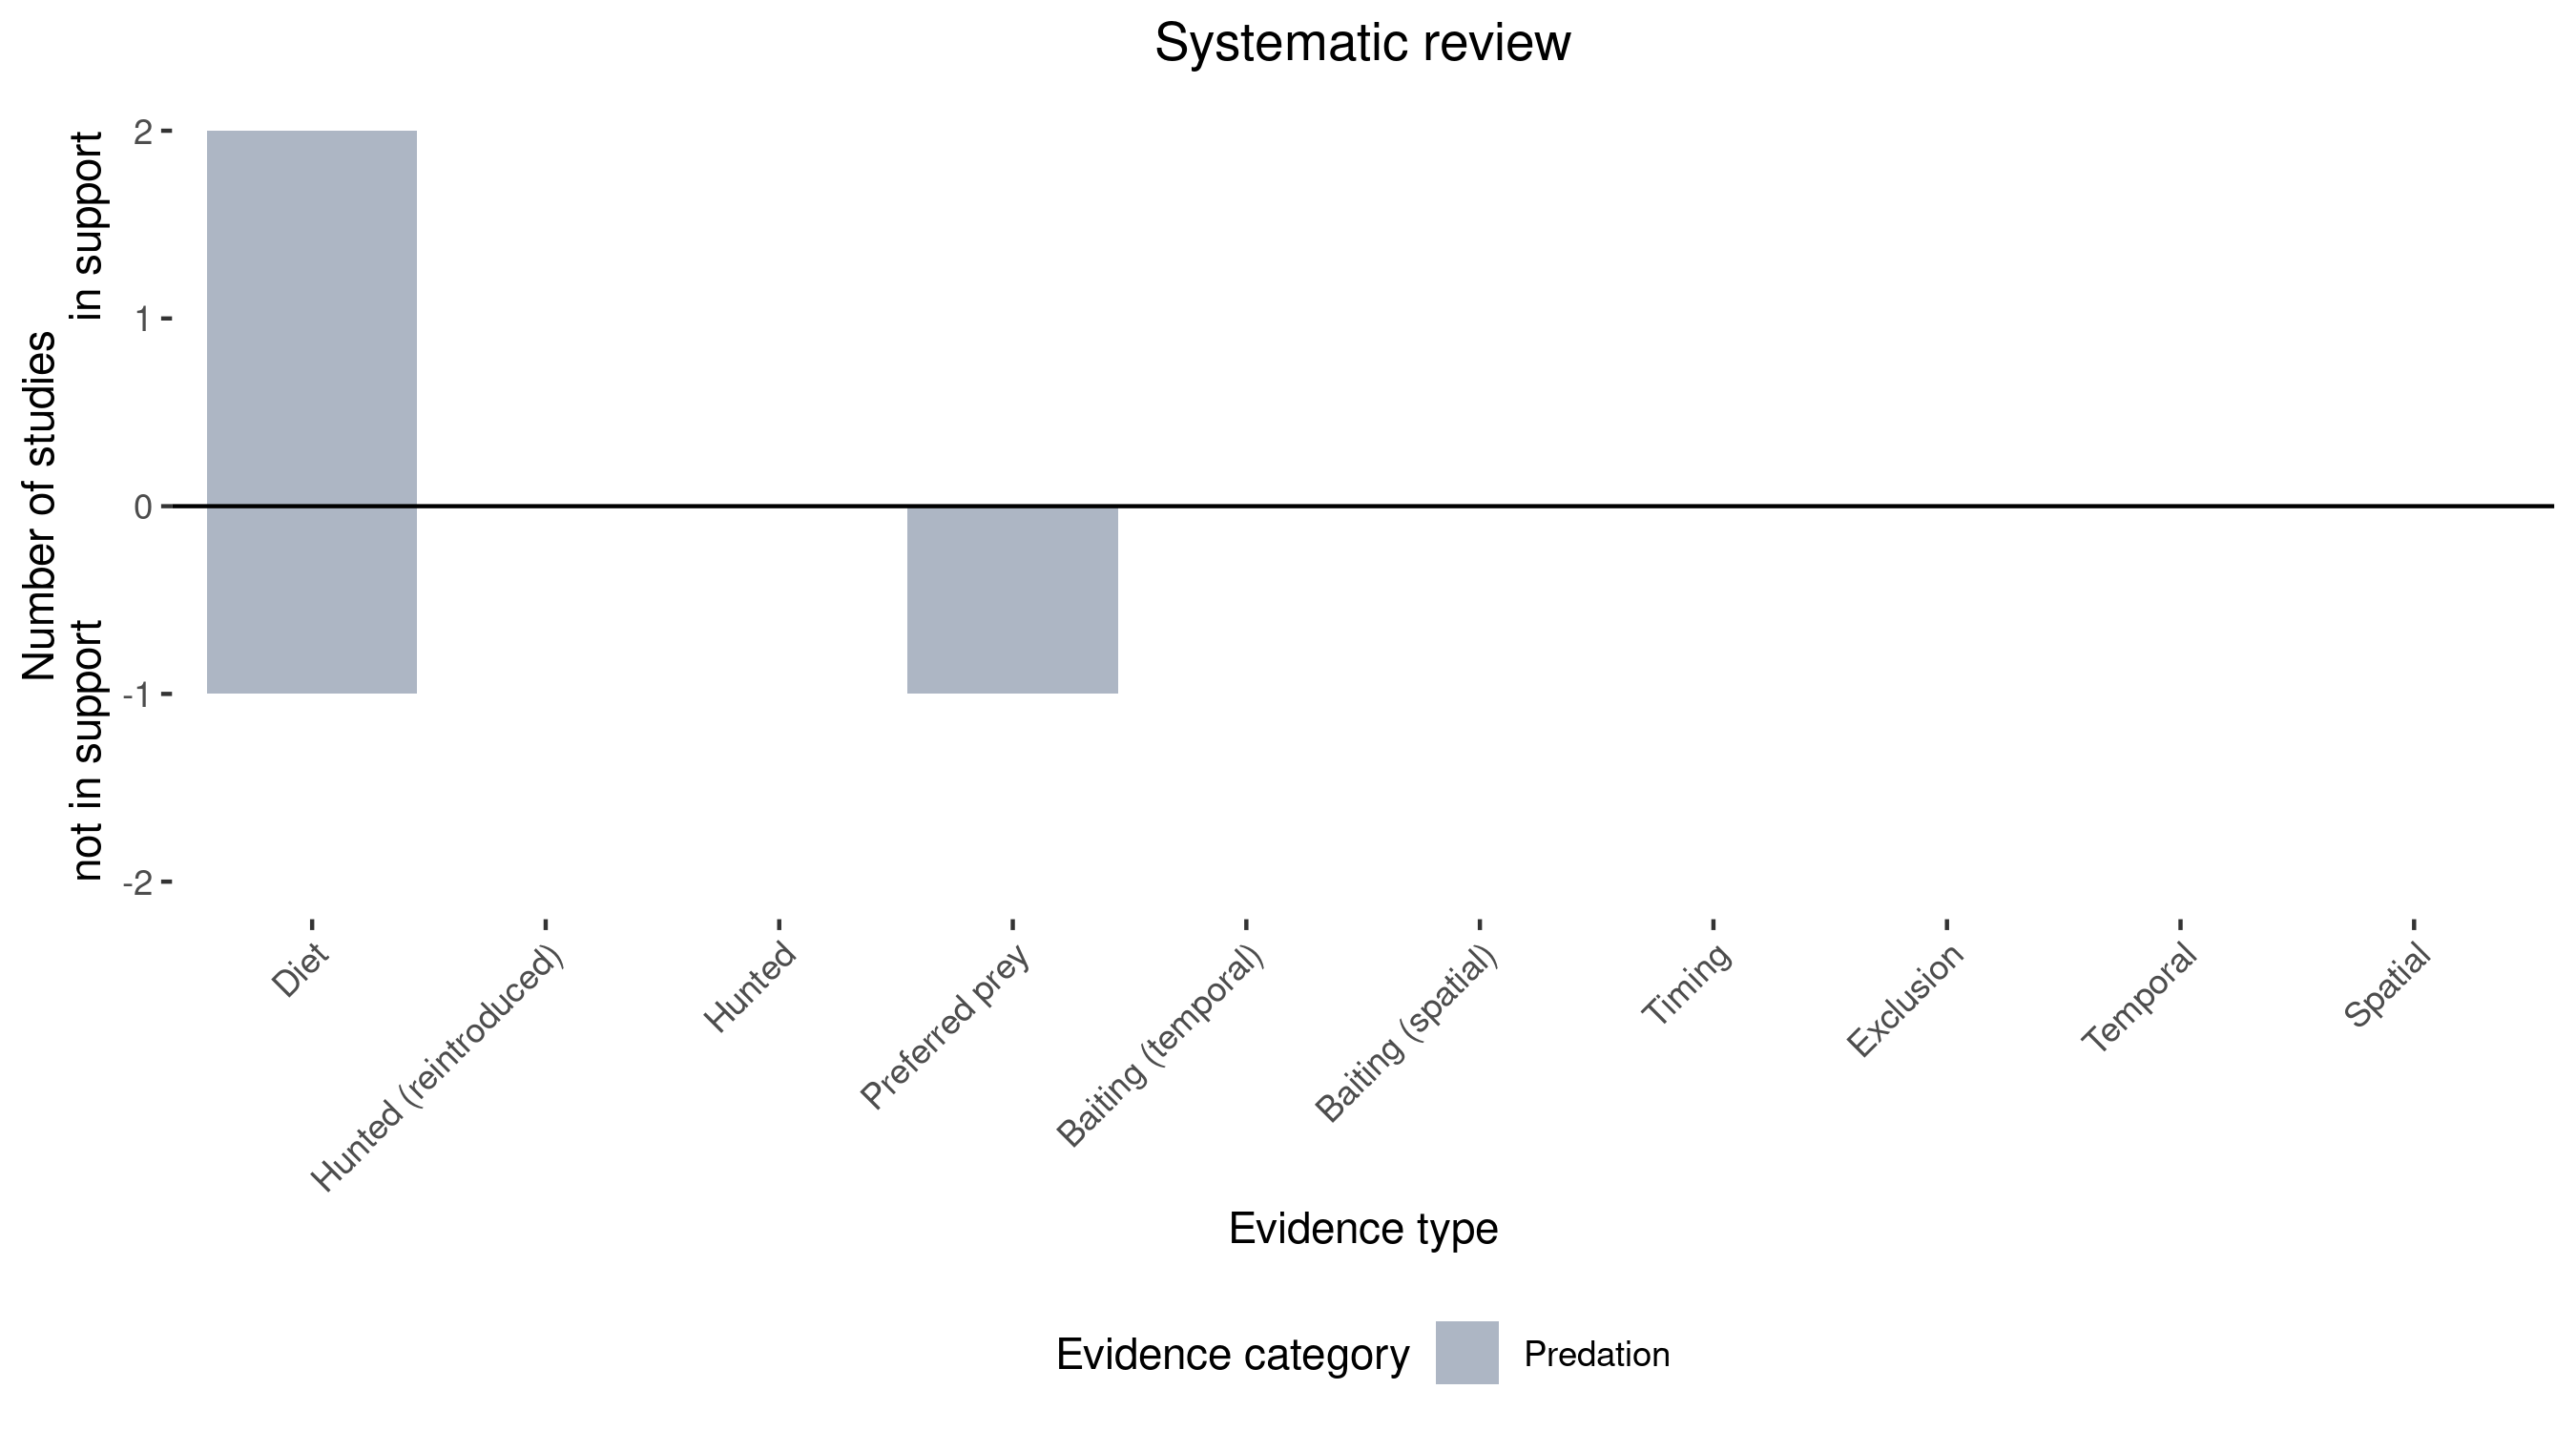 Systematic review
Number of studies
not in support in support
2
1
0
-1
-2
Diet
Hunted (reintroduced)
Hunted
Preferred prey
Baiting (temporal)
Baiting (spatial)
Timing
Exclusion
Temporal
Spatial
Evidence type
Evidence category
Predation